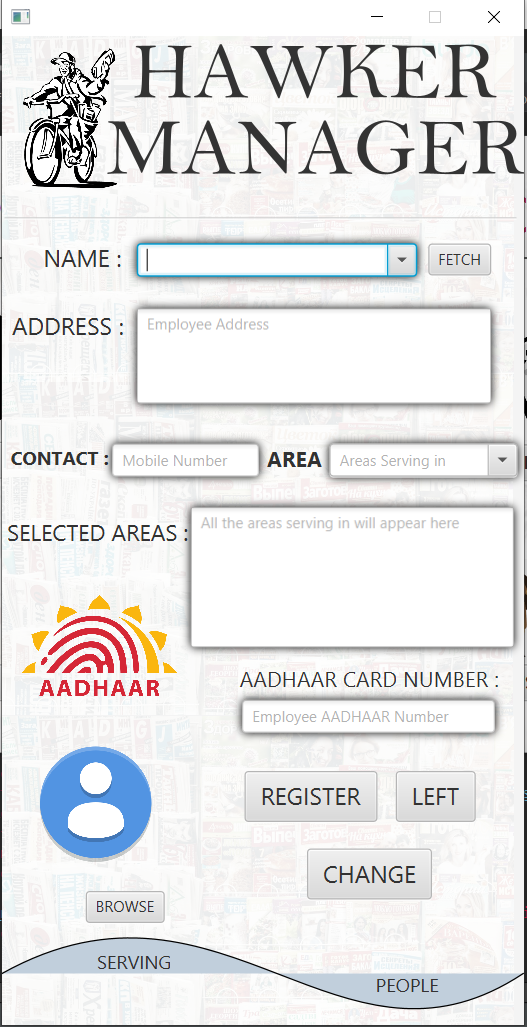 HAWKER
MANAGER
NAME :
FETCH
ADDRESS :
Employee Address
CONTACT :
Mobile Number
AREA
Areas Serving in
SELECTED AREAS :
All the areas serving in will appear here
AADHAAR
AADHAAR CARD NUMBER :
Employee AADHAAR Number
REGISTER
LEFT
CHANGE
BROWSE
SERVING
PEOPLE